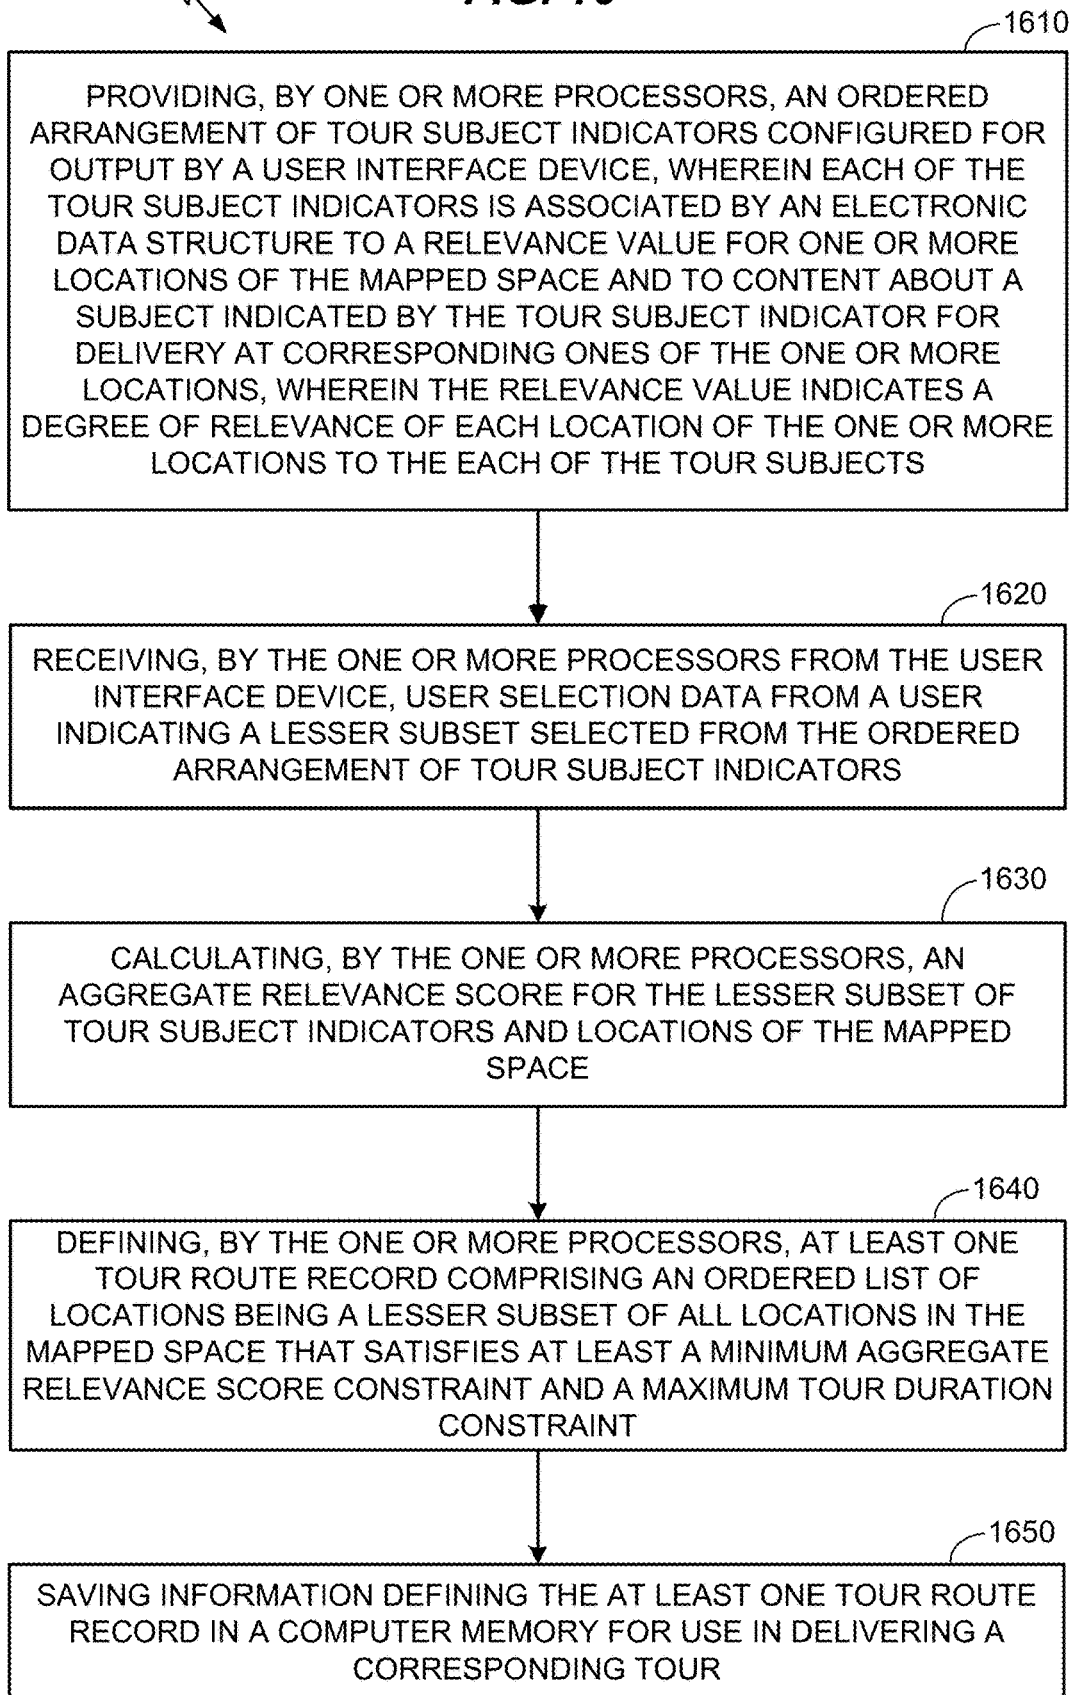 1610
PROVIDING, BY ONE OR MORE PROCESSORS, AN ORDERED
ARRANGEMENT OF TOUR SUBJECT INDICATORS CONFIGURED FOR
OUTPUT BY A USER INTERFACE DEVICE, WHEREIN EACH OF THE
TOUR SUBJECT INDICATORS IS ASSOCIATED BY AN ELECTRONIC
DATA STRUCTURE TO A RELEVANCE VALUE FOR ONE OR MORE
LOCATIONS OF THE MAPPED SPACE AND TO CONTENT ABOUT A
SUBJECT INDICATED BY THE TOUR SUBJECT INDICATOR FOR
DELIVERY AT CORRESPONDING ONES OF THE ONE OR MORE
LOCATIONS, WHEREIN THE RELEVANCE VALUE INDICATES A
DEGREE OF RELEVANCE OF EACH LOCATION OF THE ONE OR MORE
LOCATIONS TO THE EACH OF THE TOUR SUBJECTS
1620
RECEIVING, BY THE ONE OR MORE PROCESSORS FROM THE USER
INTERFACE DEVICE, USER SELECTION DATA FROM A USER
INDICATING A LESSER SUBSET SELECTED FROM THE ORDERED
ARRANGEMENT OF TOUR SUBJECT INDICATORS
1630
CALCULATING, BY THE ONE OR MORE PROCESSORS, AN
AGGREGATE RELEVANCE SCORE FOR THE LESSER SUBSET OF
TOUR SUBJECT INDICATORS AND LOCATIONS OF THE MAPPED
SPACE
1640
DEFINING, BY THE ONE OR MORE PROCESSORS, AT LEAST ONE
TOUR ROUTE RECORD COMPRISING AN ORDERED LIST OF
LOCATIONS BEING A LESSER SUBSET OF ALL LOCATIONS IN THE
MAPPED SPACE THAT SATISFIES AT LEAST A MINIMUM AGGREGATE
RELEVANCE SCORE CONSTRAINT AND A MAXIMUM TOUR DURATION
CONSTRAINT
1650
SAVING INFORMATION DEFINING THE AT LEAST ONE TOUR ROUTE
RECORD IN A COMPUTER MEMORY FOR USE IN DELIVERING A
CORRESPONDING TOUR